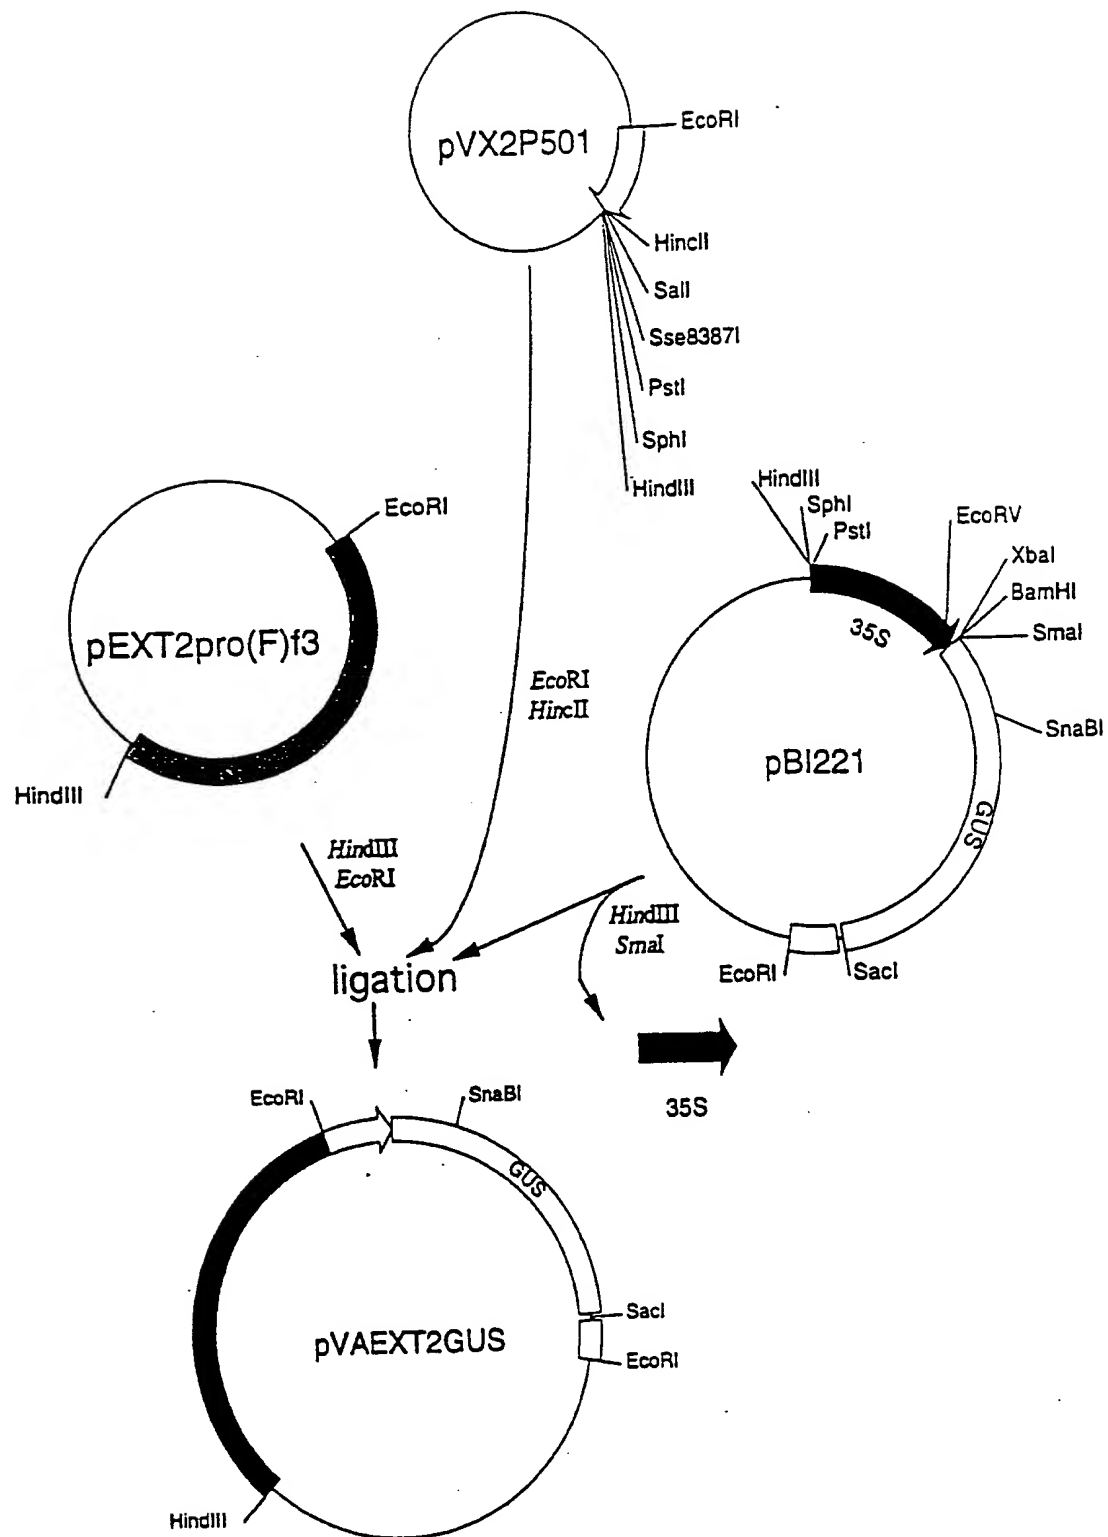 EcoRI
pVX2P501
HincII
SalI
Sse8387I
PstI
SphI
HindIII
HindIII
SphI
PstI
EcoRV
XbaI
BamHI
SmaI
35S
SnaBI
pBI221
GUS
EcoRI
SacI
EcoRI
pEXT2pro(F)f3
HindIII
EcoRI
HincII
HindIII
EcoRI
HindIII
SmaI
ligation
35S
EcoRI
SnaBI
GUS
pVAEXT2GUS
SacI
EcoRI
HindIII